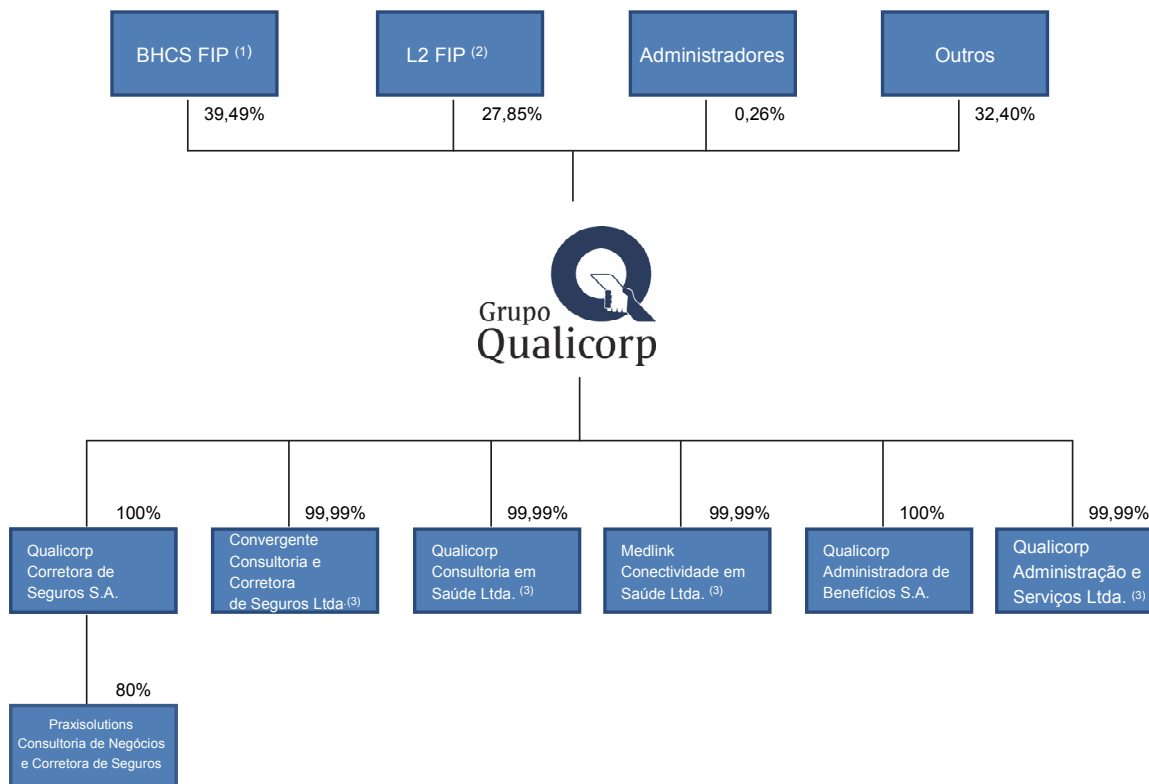 BHCS FIP (1)
L2 FIP (2)
Administradores
Outros
39,49%
27,85%
0,26%
32,40%
Grupo
Qualicorp
100%
99,99%
99,99%
99,99%
100%
99,99%
Qualicorp
Corretora de
Seguros S.A.
Convergente
Consultoria e
Corretora
de Seguros Ltda.(3)
Qualicorp
Consultoria em
Saúde Ltda. (3)
Medlink
Conectividade em
Saúde Ltda. (3)
Qualicorp
Administradora de
Benefícios S.A.
Qualicorp
Administração e
Serviços Ltda. (3)
80%
Praxisolutions
Consultoria de Negócios
e Corretora de Seguros